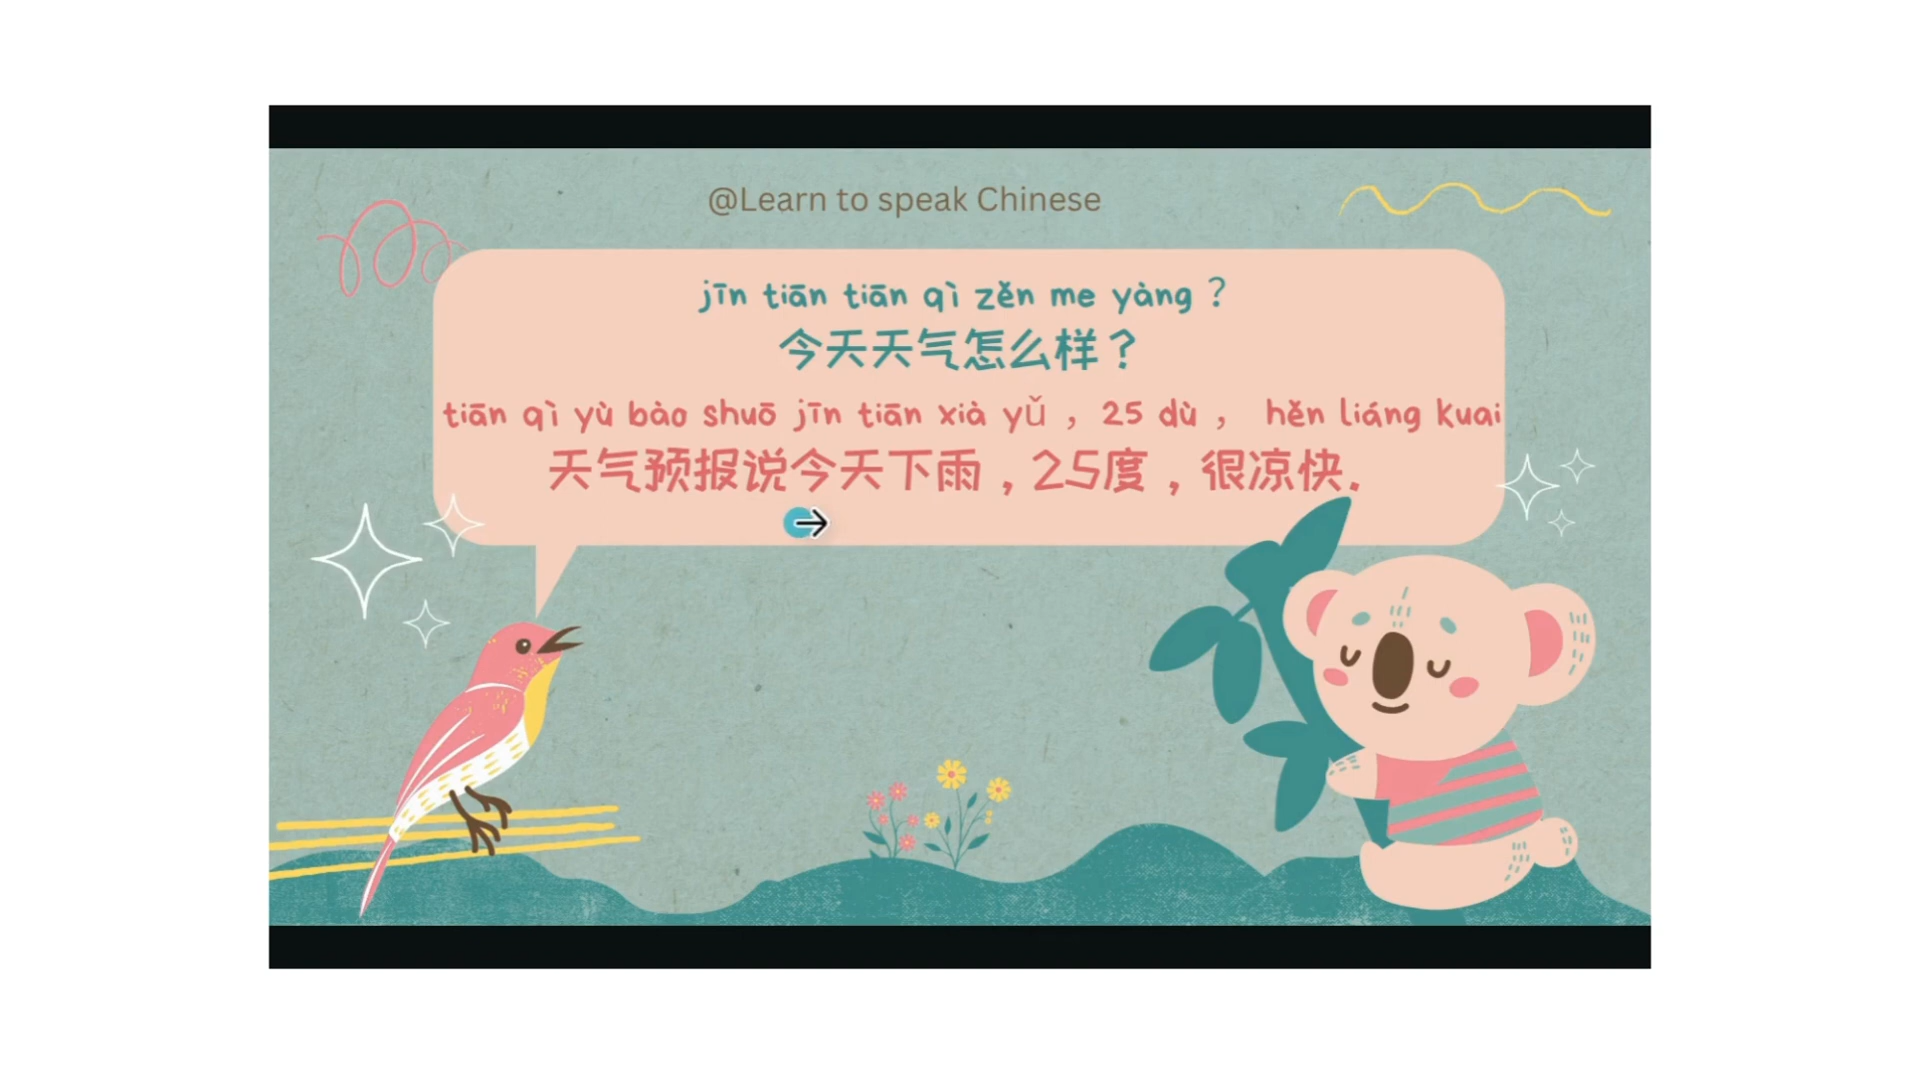 @Learn to speak Chinese
jīn tiān tiān qì zěn me yàng ?
今天天气怎么样？
tiān qì yù bào shuō jīn tiān xià yǔ , 25 dù , hěn liáng kuai
天气预报说今天下雨，25度，很凉快.